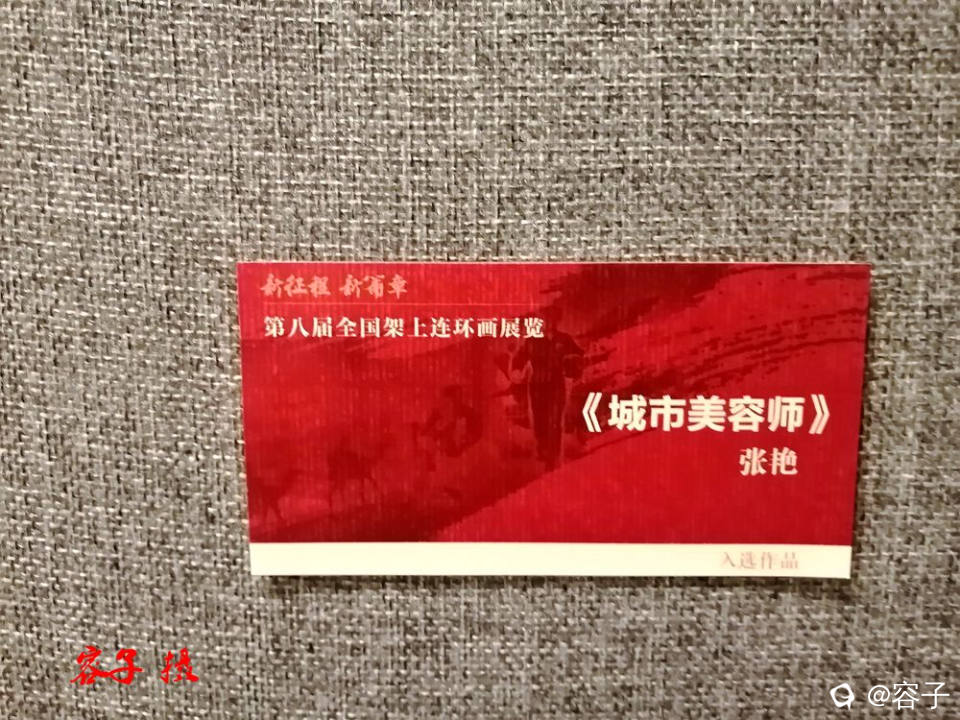 新征程 新篇章
第八届全国架上连环画展览
《城市美容师》
张艳
入选作品
容子 摄
@容子